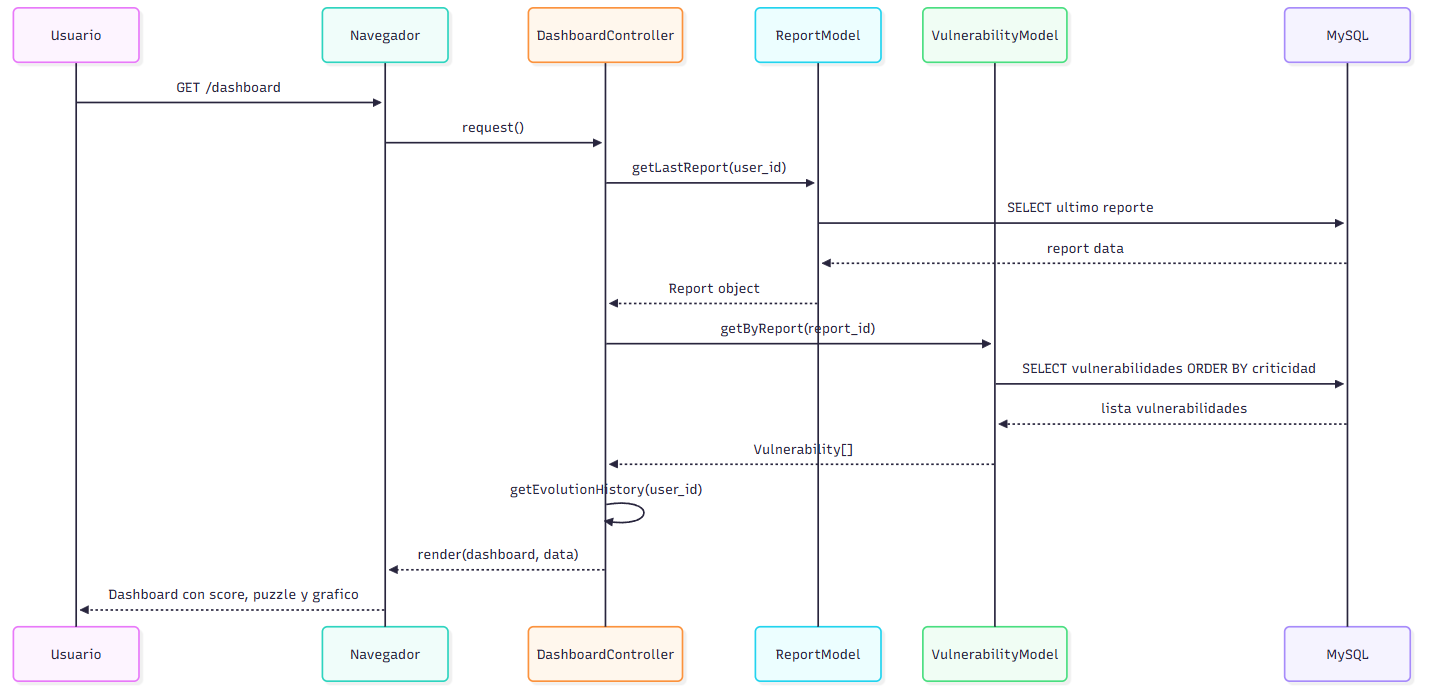 Usuario
Navegador
DashboardController
ReportModel
VulnerabilityModel
MySQL
GET /dashboard
request()
getLastReport(user_id)
SELECT ultimo reporte
report data
Report object
getByReport(report_id)
SELECT vulnerabilidades ORDER BY criticidad
lista vulnerabilidades
Vulnerability[]
getEvolutionHistory(user_id)
render(dashboard, data)
Dashboard con score, puzzle y grafico
Usuario
Navegador
DashboardController
ReportModel
VulnerabilityModel
MySQL